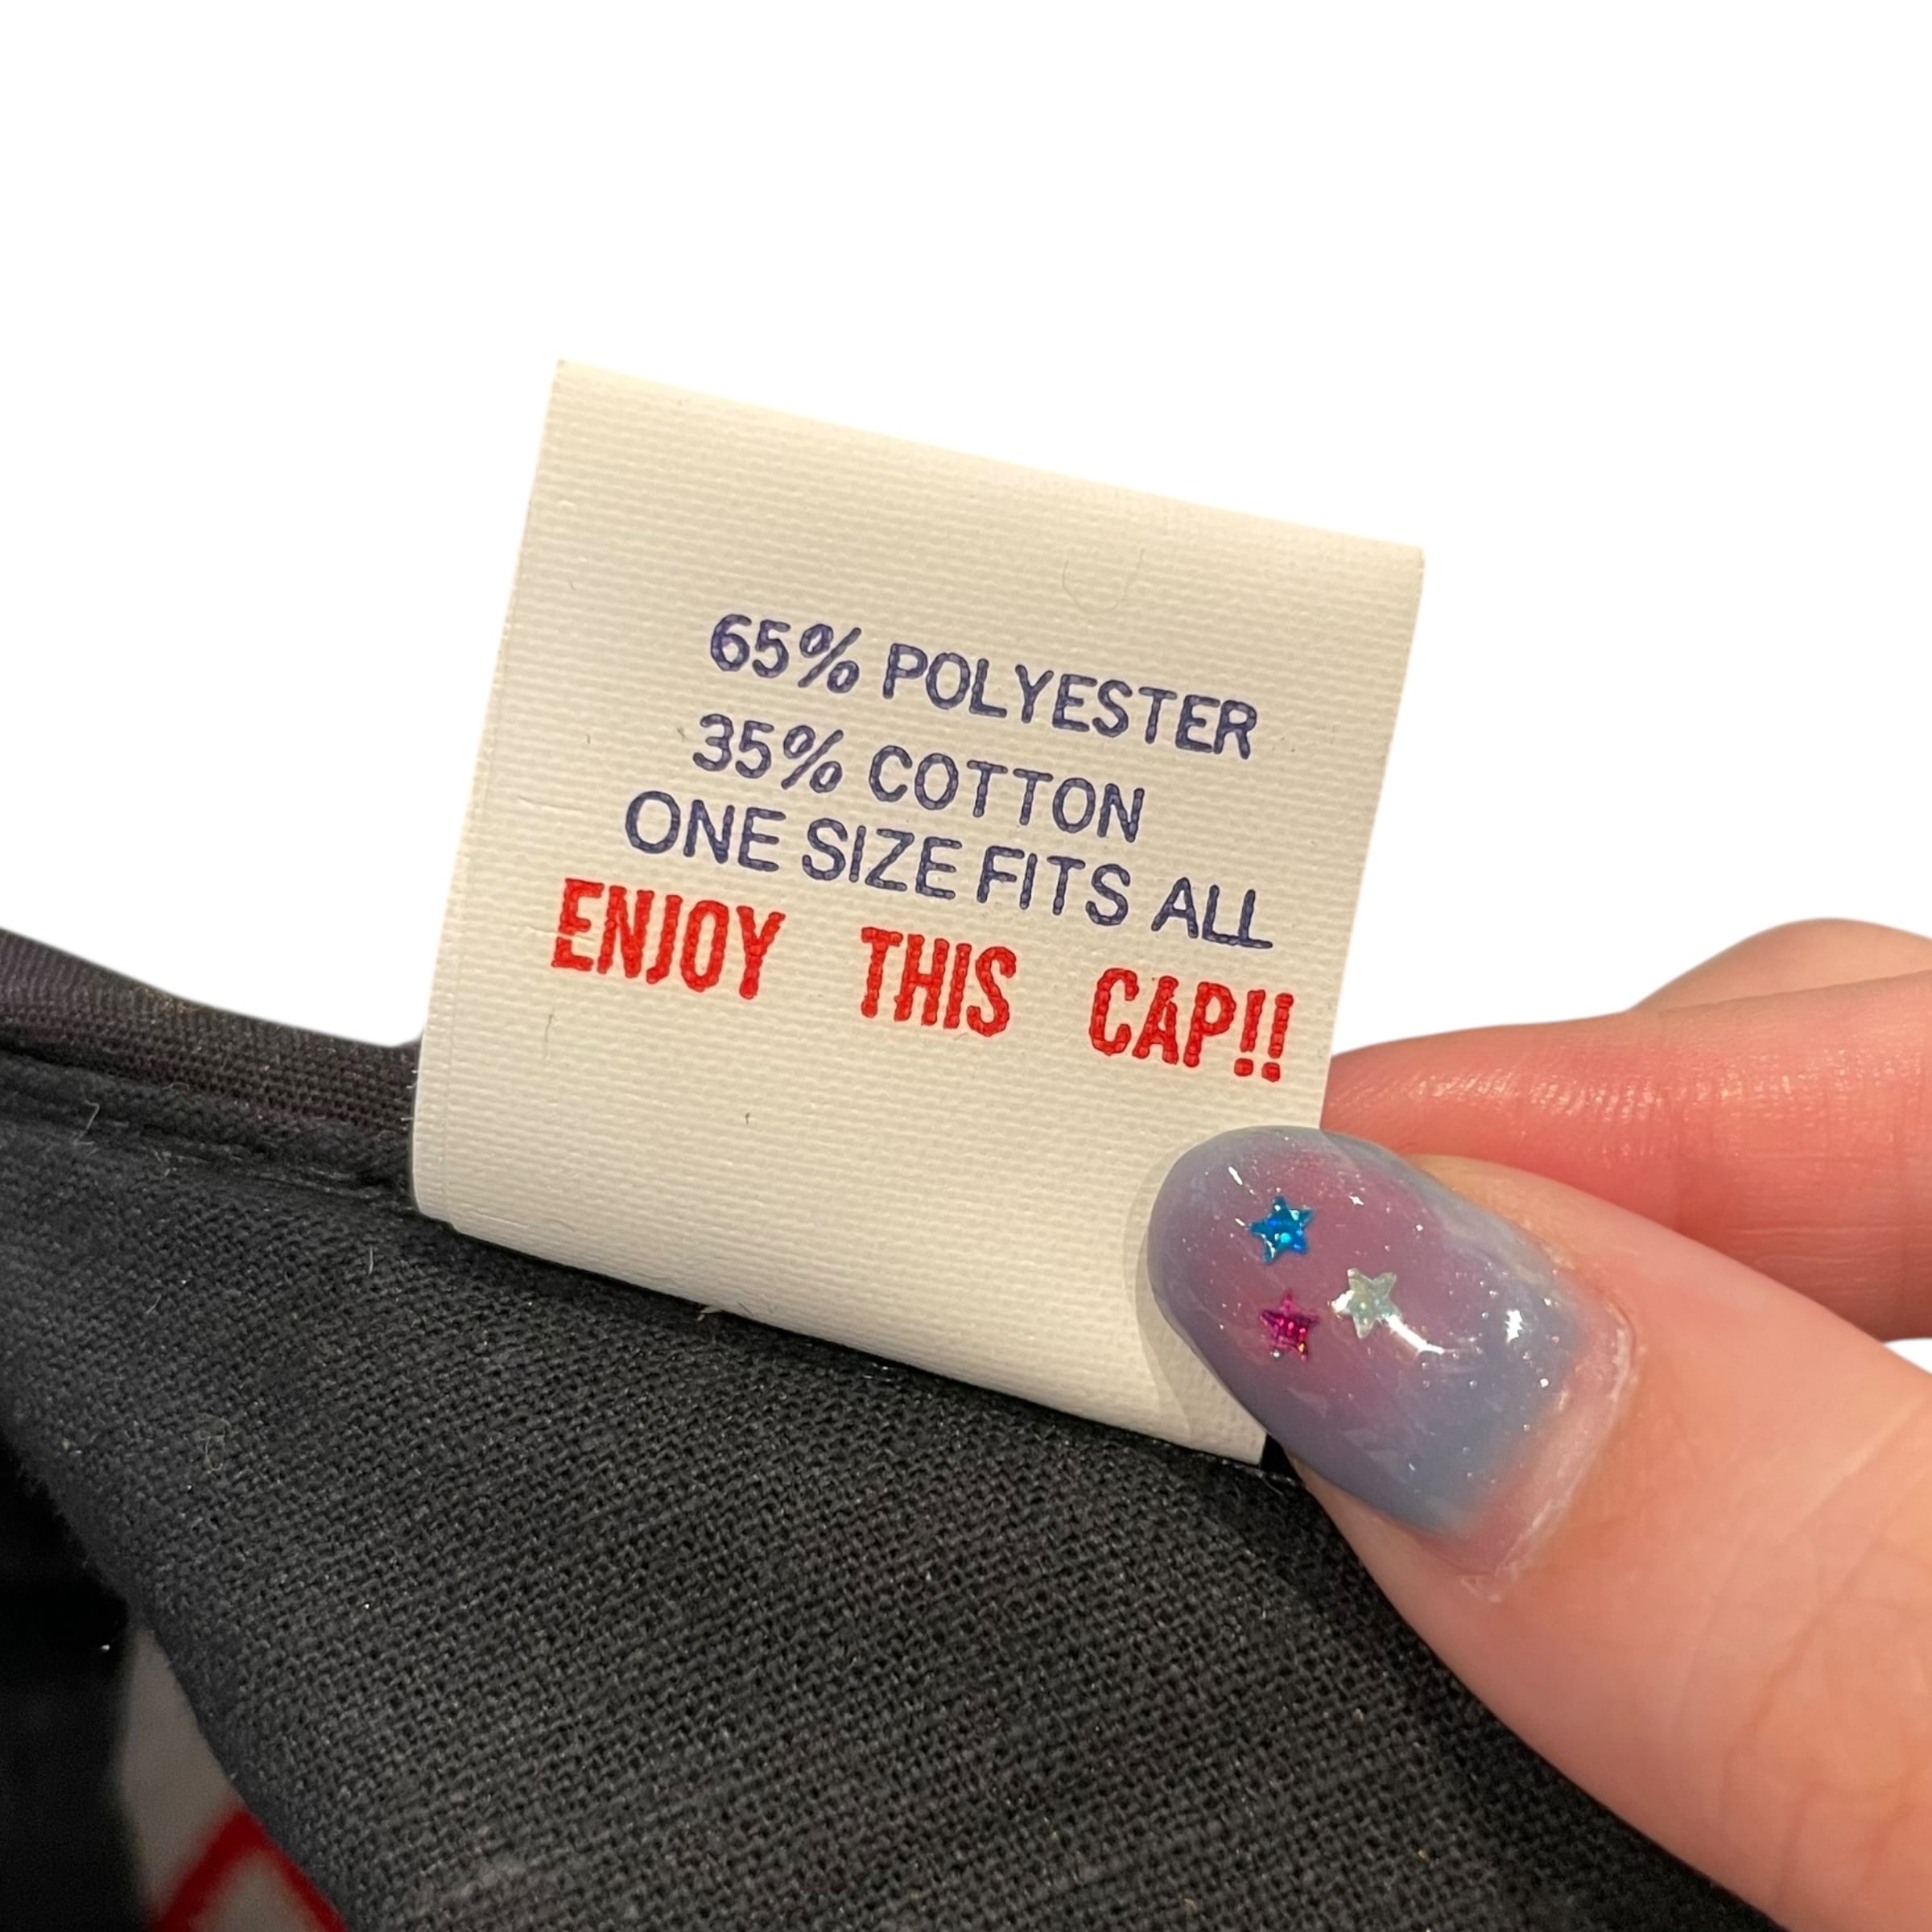 65% POLYESTER
35% COTTON
ONE SIZE FITS ALL
ENJOY THIS CAP!!